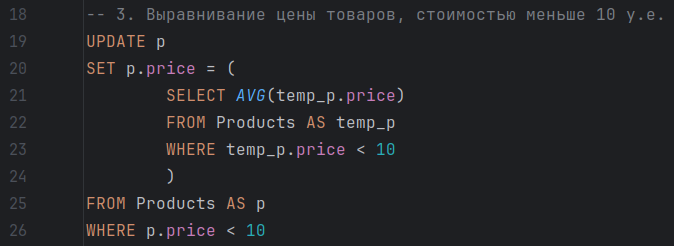 18 -- 3. Выравнивание цены товаров, стоимостью меньше 10 у.е.
19 UPDATE p
20 SET p.price = (
21 SELECT AVG(temp_p.price)
22 FROM Products AS temp_p
23 WHERE temp_p.price < 10
24 )
25 FROM Products AS p
26 WHERE p.price < 10